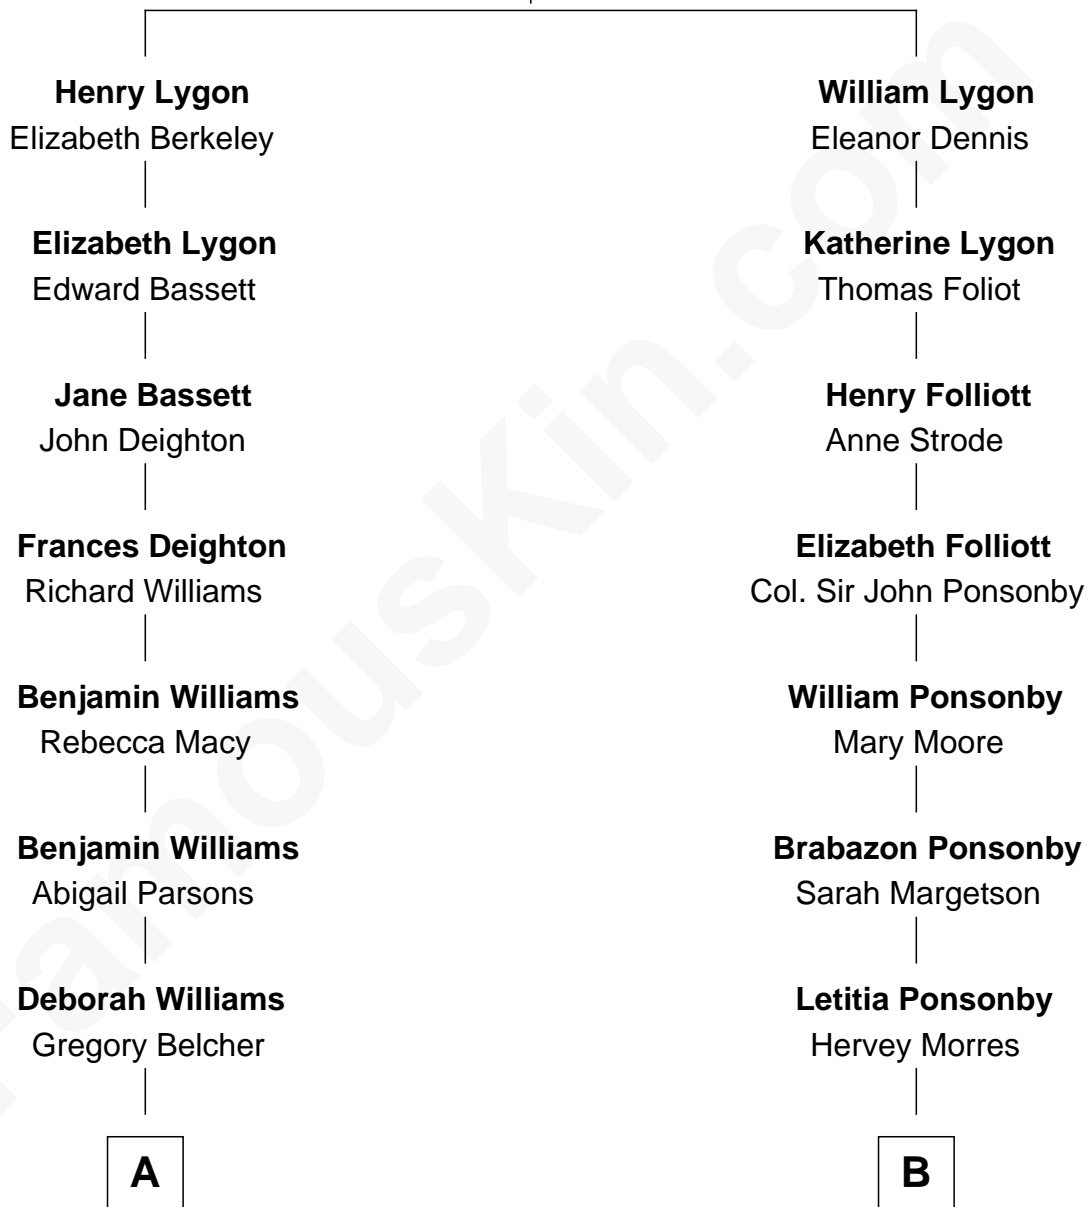 Henry Lygon
Elizabeth Berkeley
Elizabeth Lygon
Edward Bassett
Jane Bassett
John Deighton
Frances Deighton
Richard Williams
Benjamin Williams
Rebecca Macy
Benjamin Williams
Abigail Parsons
Deborah Williams
Gregory Belcher
A
William Lygon
Eleanor Dennis
Katherine Lygon
Thomas Foliot
Henry Folliott
Anne Strode
Elizabeth Folliott
Col. Sir John Ponsonby
William Ponsonby
Mary Moore
Brabazon Ponsonby
Sarah Margetson
Letitia Ponsonby
Hervey Morres
B
FamousKin.com